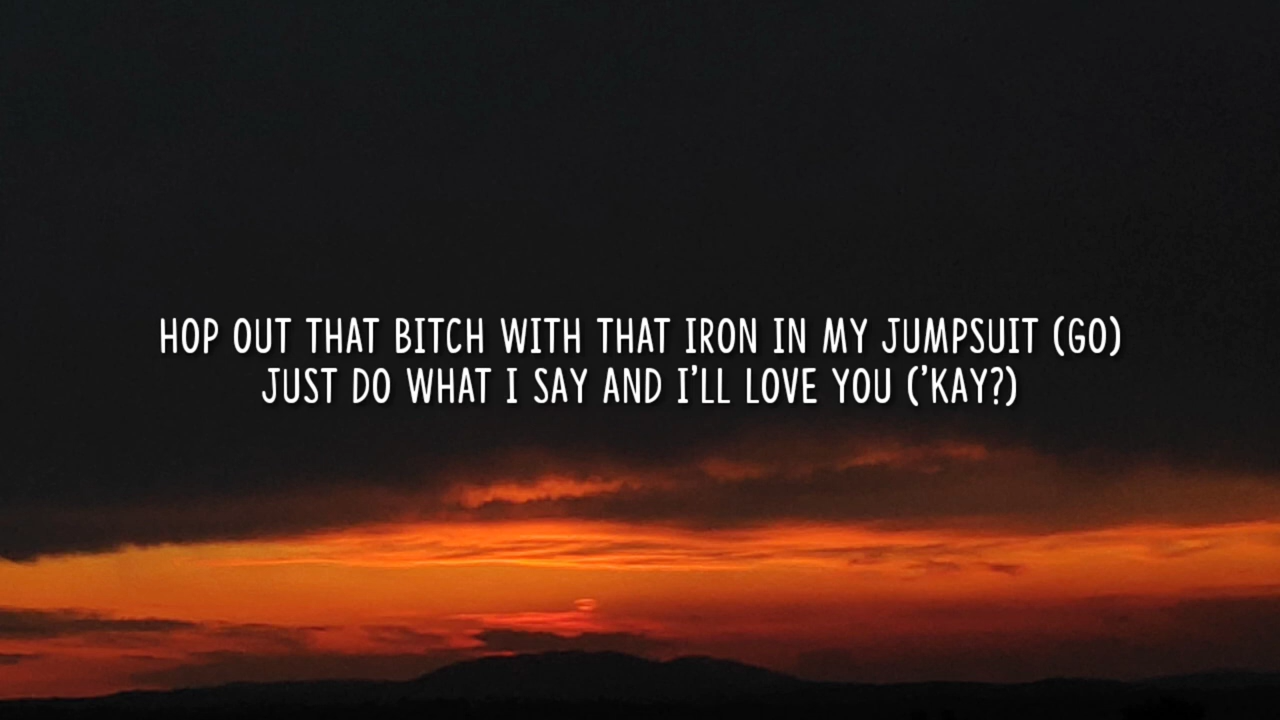 HOP OUT THAT BITCH WITH THAT IRON IN MY JUMPSUIT (GO)
JUST DO WHAT I SAY AND I'LL LOVE YOU ('KAY?)